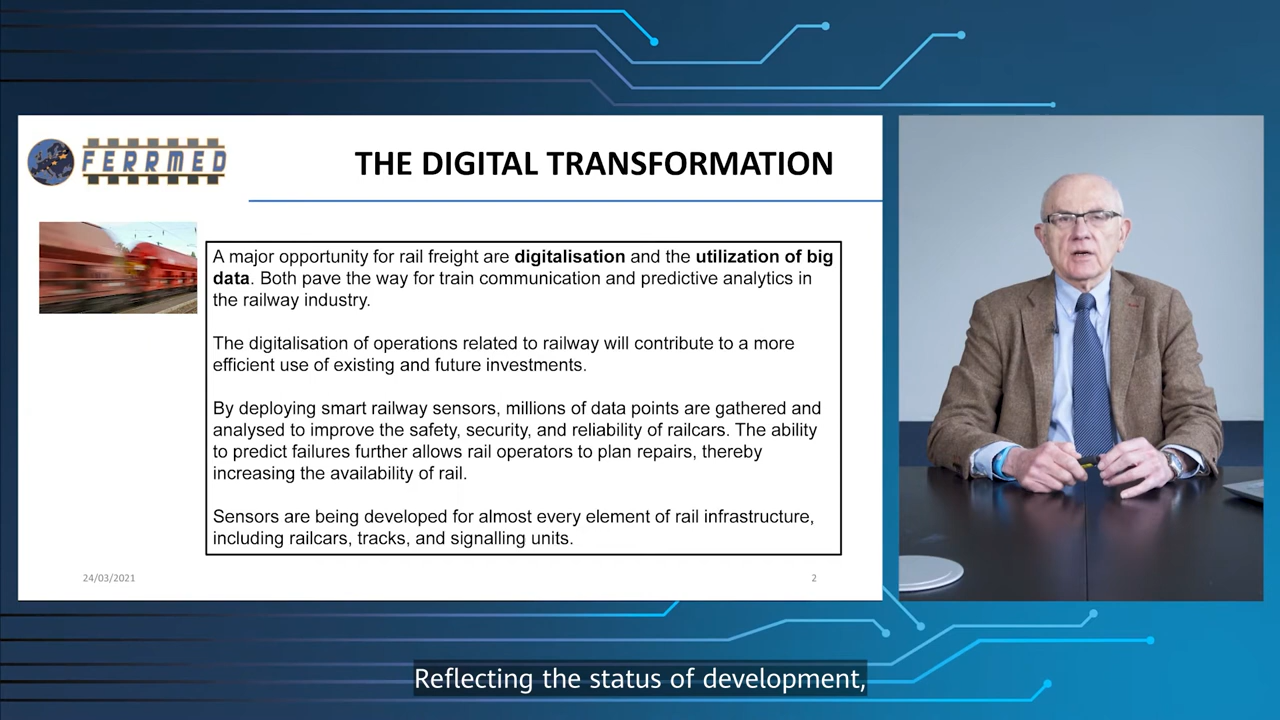 FERRMED
THE DIGITAL TRANSFORMATION
A major opportunity for rail freight are digitalisation and the utilization of big
data. Both pave the way for train communication and predictive analytics in
the railway industry.
The digitalisation of operations related to railway will contribute to a more
efficient use of existing and future investments.
By deploying smart railway sensors, millions of data points are gathered and
analysed to improve the safety, security, and reliability of railcars. The ability
to predict failures further allows rail operators to plan repairs, thereby
increasing the availability of rail.
Sensors are being developed for almost every element of rail infrastructure,
including railcars, tracks, and signalling units.
24/03/2021
2
Reflecting the status of development,